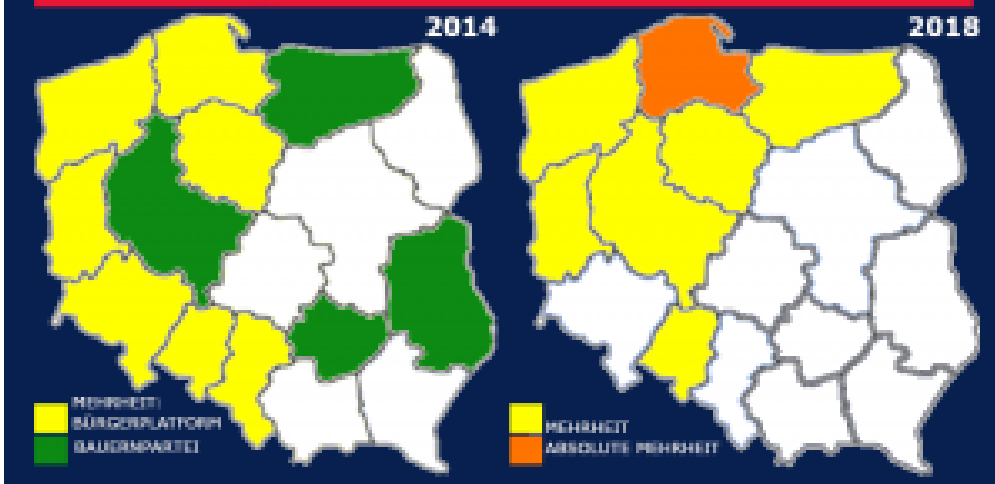 2014
MEHRHEIT:
BÜRGERPLATFORM
BAUERNPARTEI
2018
MEHRHEIT
ABSOLUTE MEHRHEIT